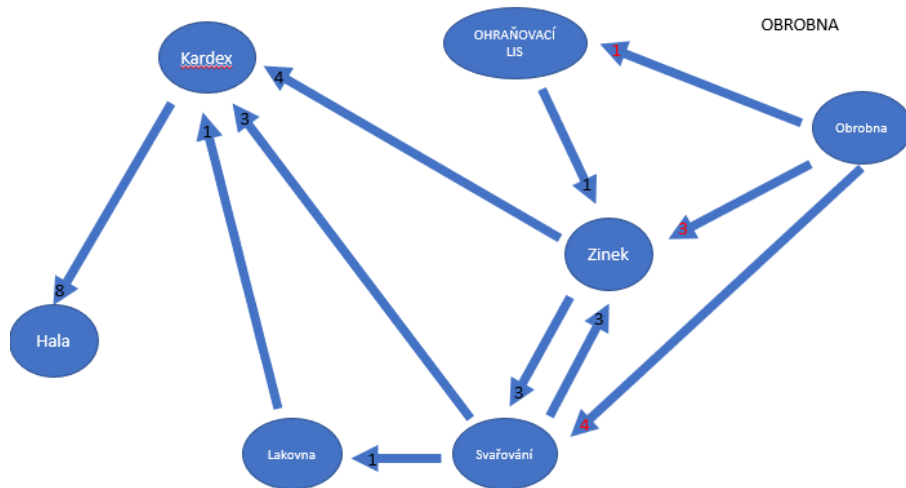 OHRAŇOVACÍ
LIS
OBROBNA
Kardex
1
4
Obrobna
3
1
1
3
Zinek
8
3
Hala
3
4
Lakovna
1
Svařování